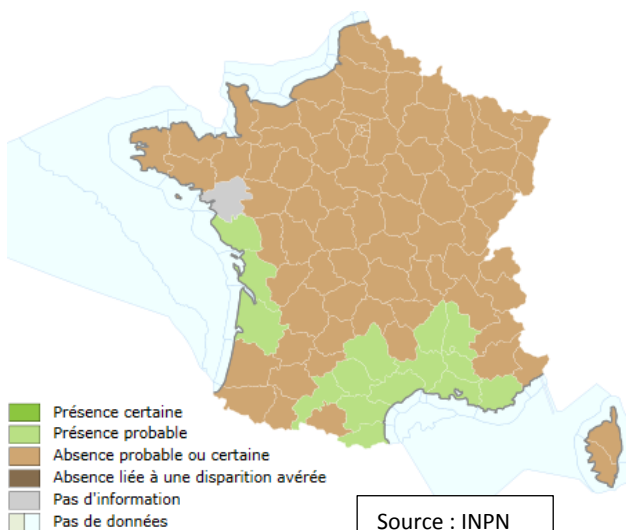 Présence certaine
Présence probable
Absence probable ou certaine
Absence liée à une disparition avérée
Pas d'information
Pas de données
Source : INPN